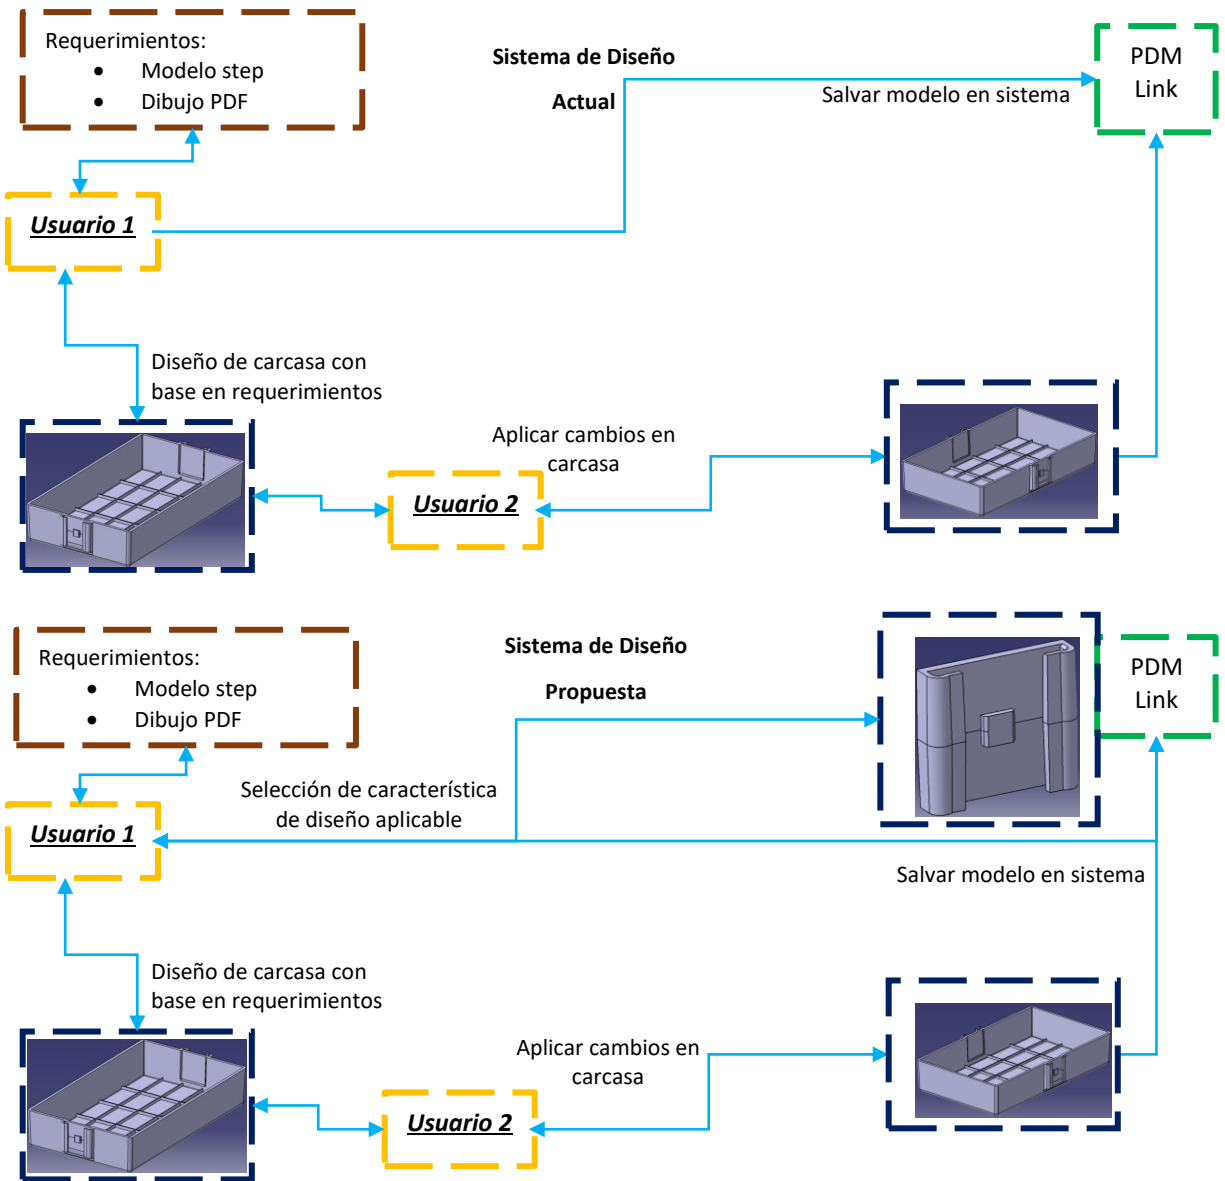 Requerimientos:
• Modelo step
• Dibujo PDF
Sistema de Diseño
Actual
Salvar modelo en sistema
PDM
Link
Usuario 1
Diseño de carcasa con
base en requerimientos
Aplicar cambios en
carcasa
Usuario 2
Requerimientos:
• Modelo step
• Dibujo PDF
Sistema de Diseño
Propuesta
PDM
Link
Selección de característica
de diseño aplicable
Usuario 1
Salvar modelo en sistema
Diseño de carcasa con
base en requerimientos
Aplicar cambios en
carcasa
Usuario 2